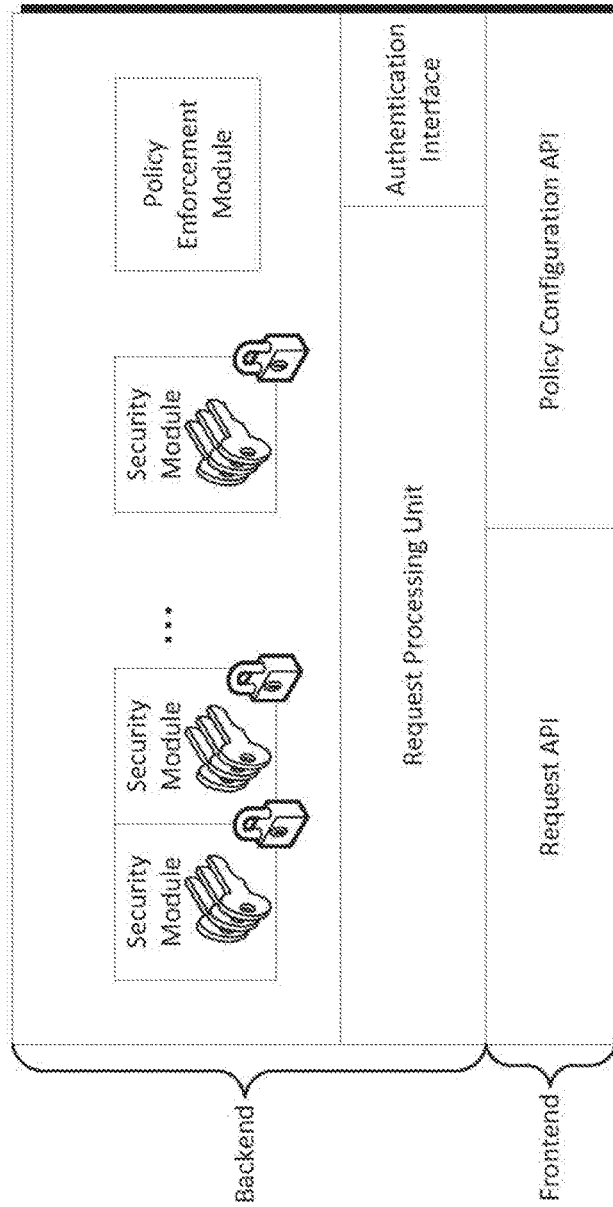 Backend
Security
Module
Security
Module
...
Security
Module
Policy
Enforcement
Module
Request Processing Unit
Authentication
Interface
Frontend
Request API
Policy Configuration API